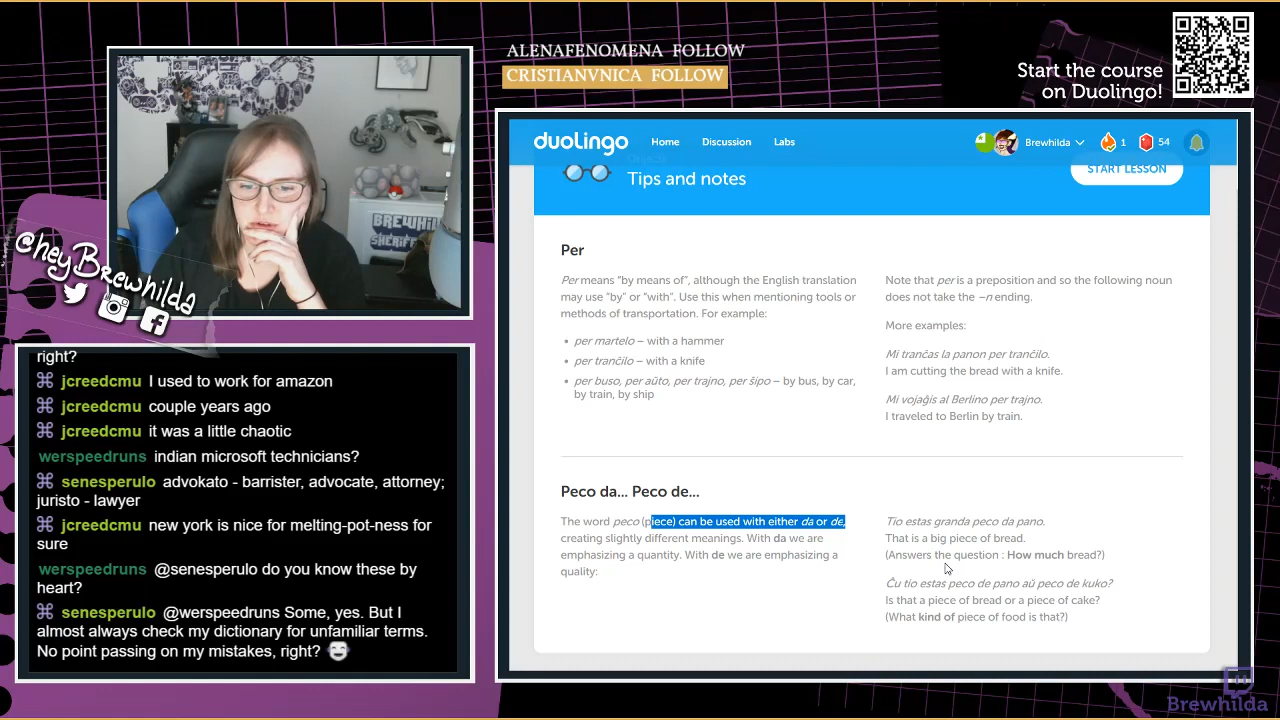 ALENAFENOMENA FOLLOW
CRISTIANVNICA FOLLOW
Start the course
on Duolingo!
@heyBrewhilda
BREWHIL
SHERIFF
right?
jcreedcmu I used to work for amazon
jcreedcmu couple years ago
jcreedcmu it was a little chaotic
werspeedruns indian microsoft technicians?
senesperulo advokato - barrister, advocate, attorney;
juristo - lawyer
jcreedcmu new york is nice for melting-pot-ness for
sure
werspeedruns @senesperulo do you know these by
heart?
senesperulo @werspeedruns Some, yes. But I
almost always check my dictionary for unfamiliar terms.
No point passing on my mistakes, right?
duolingo Home Discussion Labs Brewhilda 1 54
Objects
Tips and notes
START LESSON
Per
Per means “by means of”, although the English translation
may use “by” or “with”. Use this when mentioning tools or
methods of transportation. For example:
• per martelo – with a hammer
• per tranĉilo – with a knife
• per buso, per aŭto, per trajno, per ŝipo – by bus, by car,
by train, by ship
Note that per is a preposition and so the following noun
does not take the –n ending.
More examples:
Mi tranĉas la panon per tranĉilo.
I am cutting the bread with a knife.
Mi vojaĝis al Berlino per trajno.
I traveled to Berlin by train.
Peco da... Peco de...
The word peco (piece) can be used with either da or de,
creating slightly different meanings. With da we are
emphasizing a quantity. With de we are emphasizing a
quality:
Tio estas granda peco da pano.
That is a big piece of bread.
(Answers the question : How much bread?)
Ĉu tio estas peco de pano aŭ peco de kuko?
Is that a piece of bread or a piece of cake?
(What kind of piece of food is that?)
Brewhilda